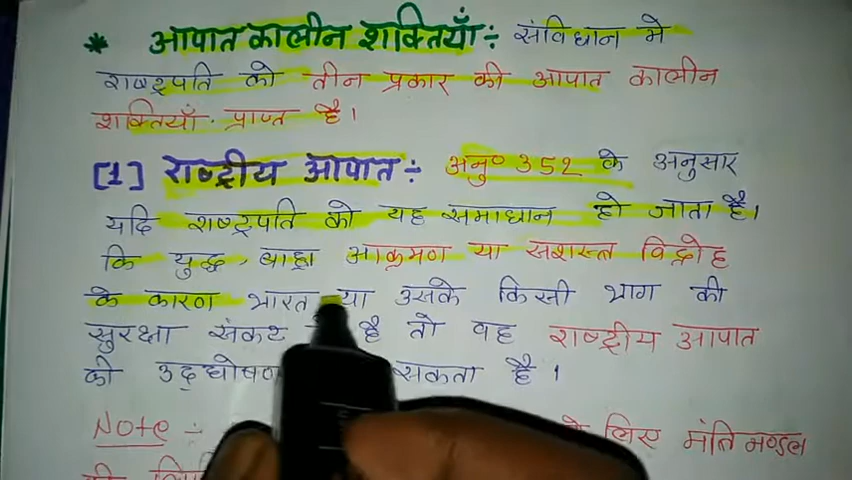 * आपात कालीन शक्तियाँ ÷ संविधान मे
राष्ट्रपति को तीन प्रकार की आपात कालीन
शक्तियाँ. प्राप्त है।
[1] राष्ट्रीय आपात ÷ अनु० 352 के अनुसार
यदि राष्ट्रपति को यह समाधान हो जाता है।
कि युद्ध, बाह्रा आक्रमण या सशस्त विद्रोह
के कारण भारत या उसके किसी भाग की
सुरक्षा संकट है तो वह राष्ट्रीय आपात
की उद्घोषणा सकता है।
Note ÷ के लिए मंत्रिमण्डल